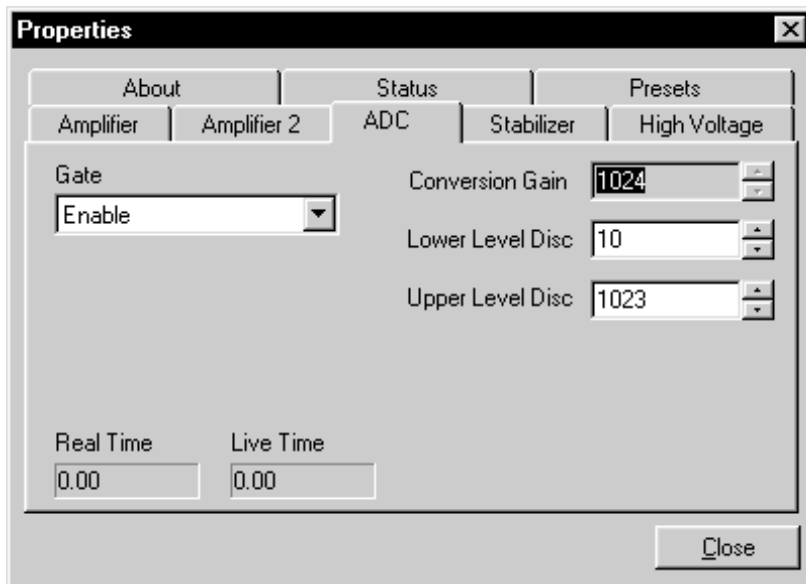 Properties
About Status Presets
Amplifier Amplifier 2 ADC Stabilizer High Voltage
Gate
Enable
Conversion Gain 1024
Lower Level Disc 10
Upper Level Disc 1023
Real Time Live Time
0.00 0.00
Close